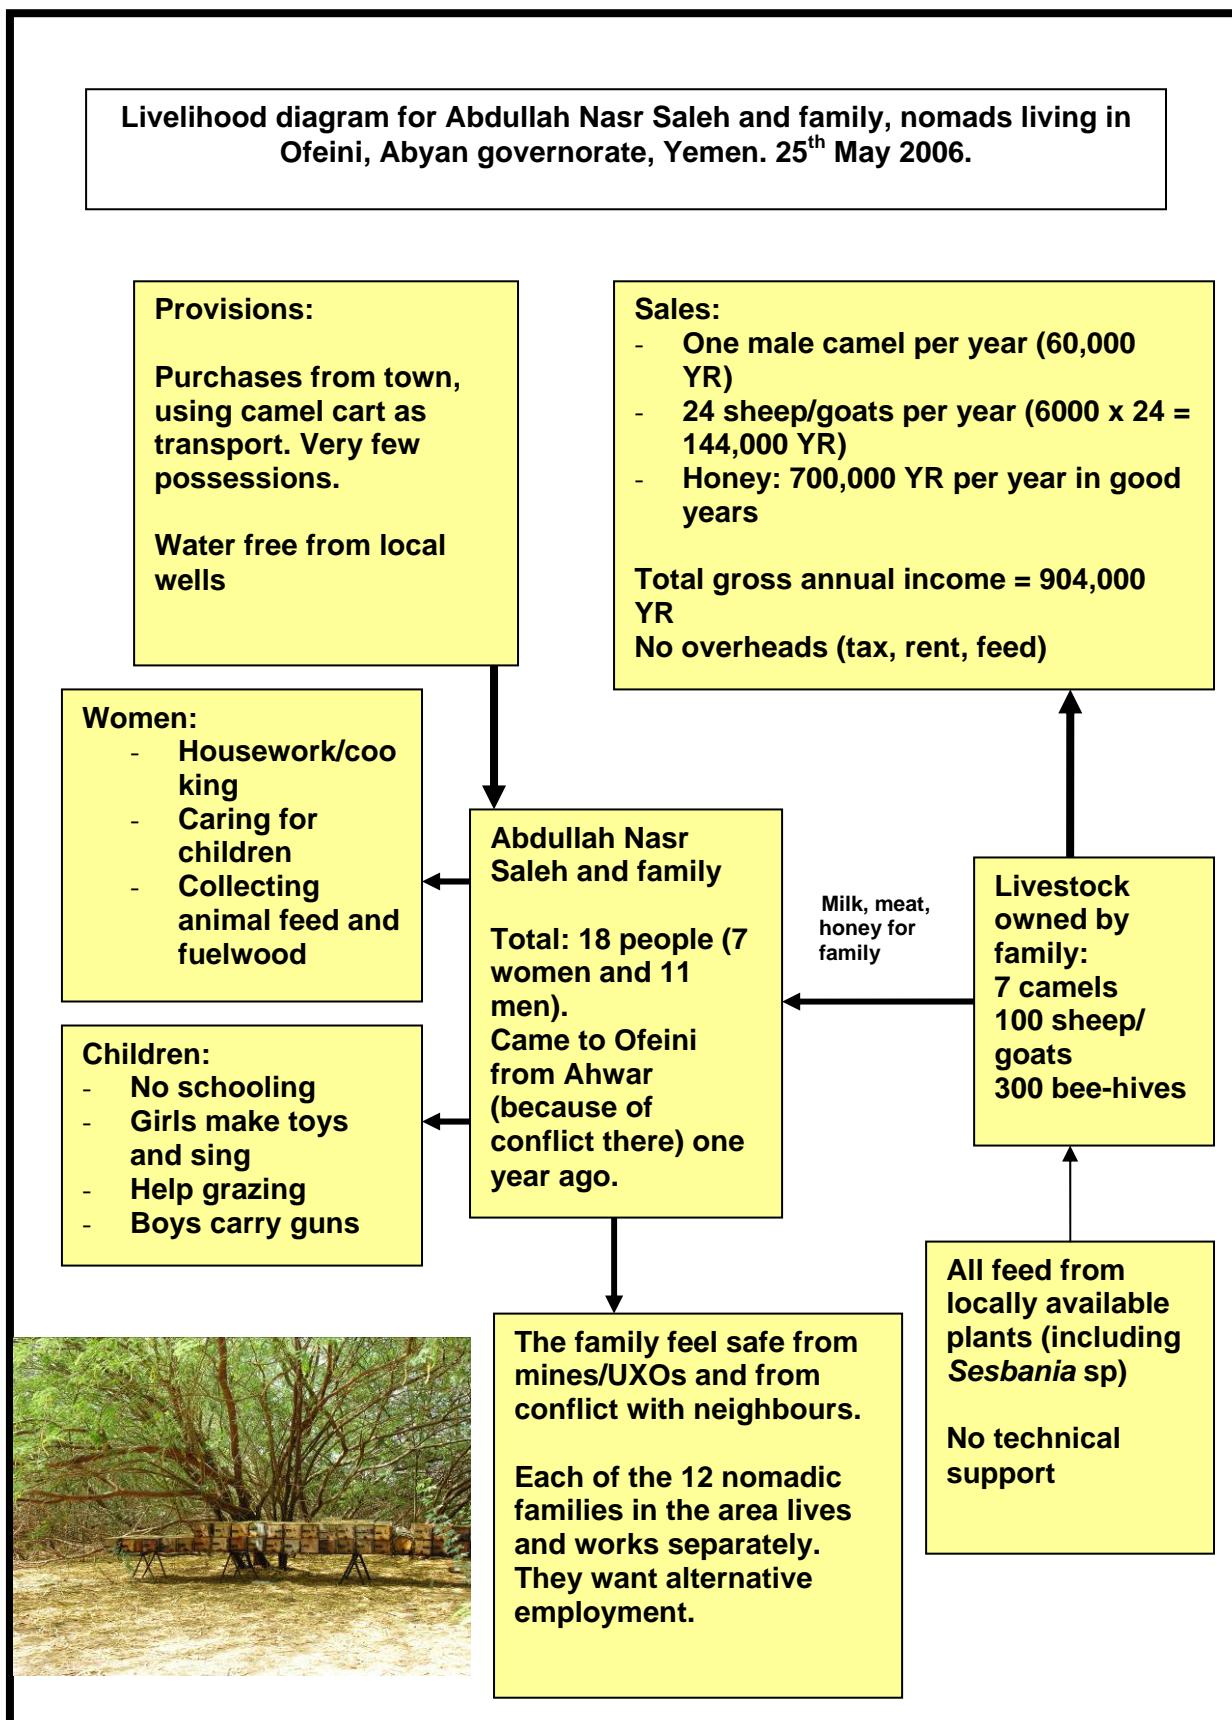 Livelihood diagram for Abdullah Nasr Saleh and family, nomads living in
Ofeini, Abyan governorate, Yemen. 25th May 2006.
Provisions:
Purchases from town,
using camel cart as
transport. Very few
possessions.
Water free from local
wells
Sales:
- One male camel per year (60,000
YR)
- 24 sheep/goats per year (6000 x 24 =
144,000 YR)
- Honey: 700,000 YR per year in good
years
Total gross annual income = 904,000
YR
No overheads (tax, rent, feed)
Women:
- Housework/coo
king
- Caring for
children
- Collecting
animal feed and
fuelwood
Abdullah Nasr
Saleh and family
Total: 18 people (7
women and 11
men).
Came to Ofeini
from Ahwar
(because of
conflict there) one
year ago.
Milk, meat,
honey for
family
Livestock
owned by
family:
7 camels
100 sheep/
goats
300 bee-hives
Children:
- No schooling
- Girls make toys
and sing
- Help grazing
- Boys carry guns
The family feel safe from
mines/UXOs and from
conflict with neighbours.
Each of the 12 nomadic
families in the area lives
and works separately.
They want alternative
employment.
All feed from
locally available
plants (including
Sesbania sp)
No technical
support